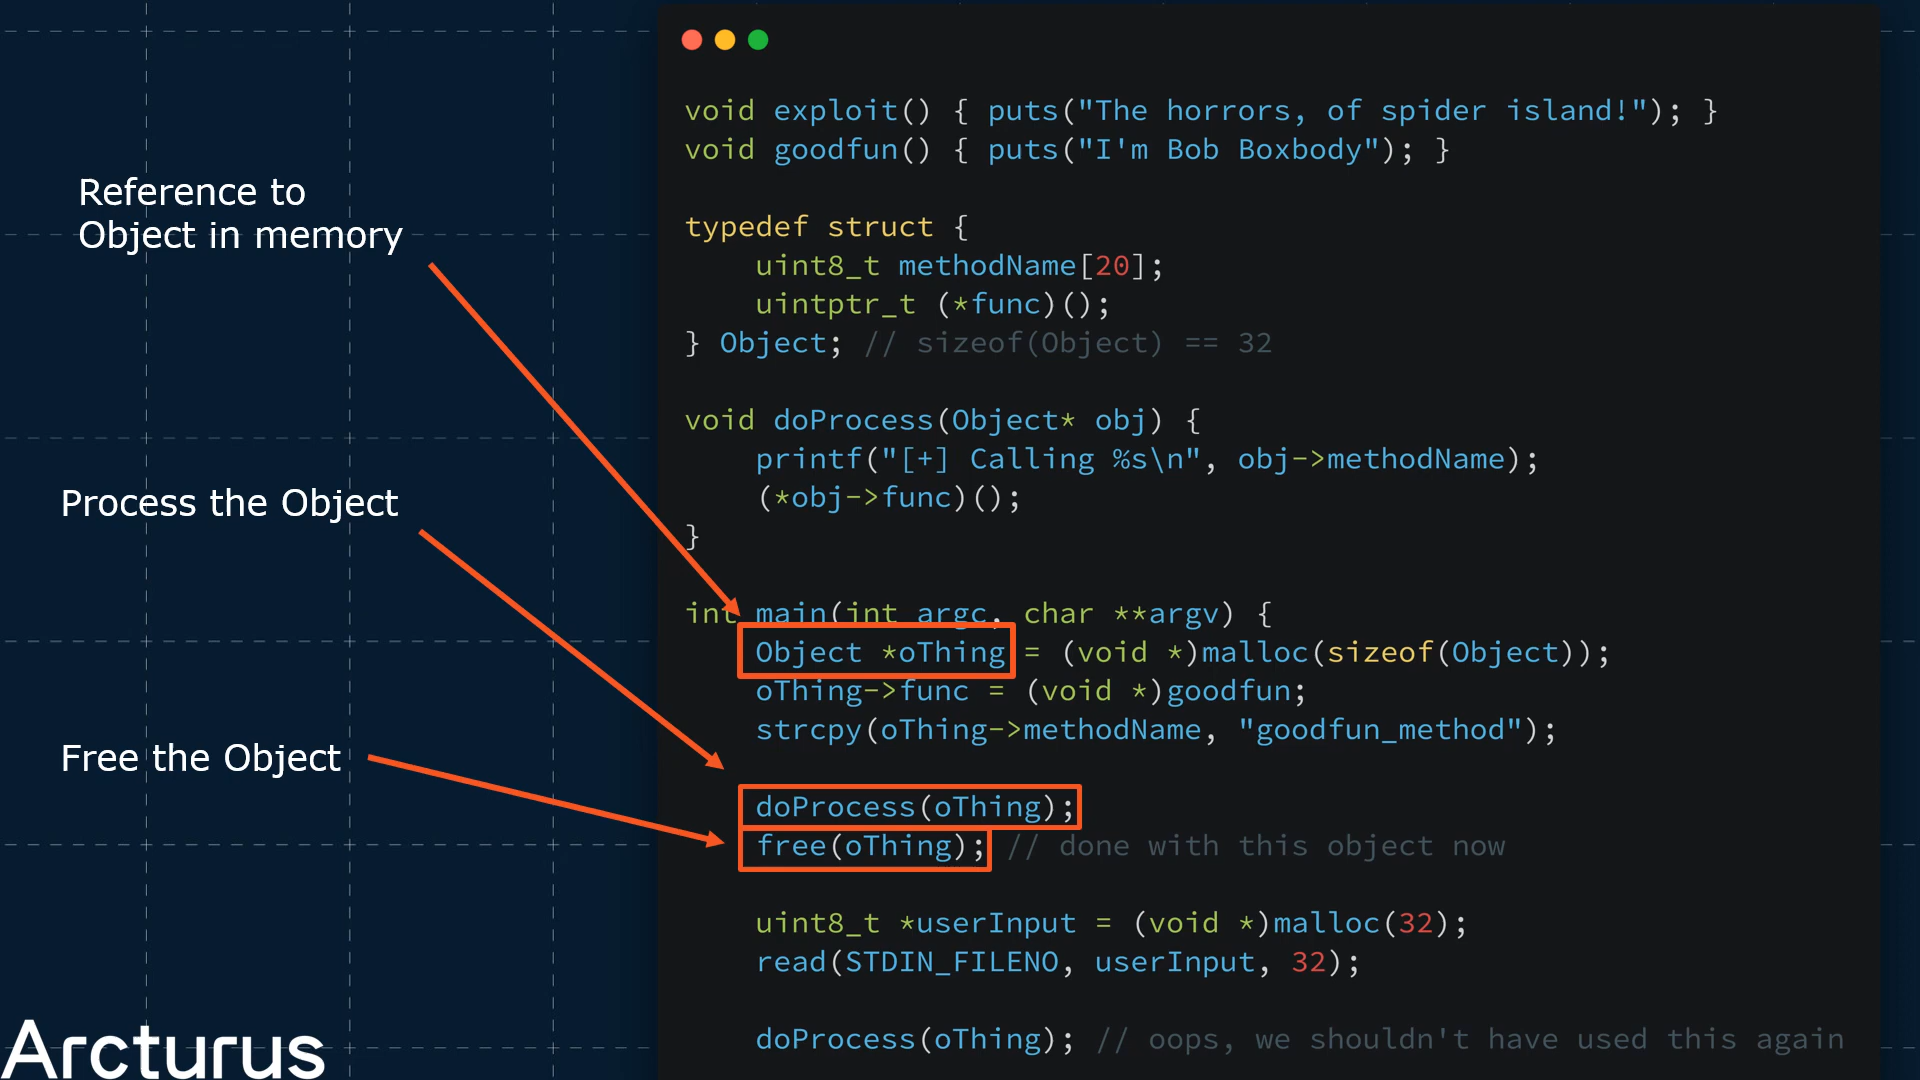 void exploit() { puts("The horrors, of spider island!"); }
void goodfun() { puts("I'm Bob Boxbody"); }
Reference to
Object in memory
typedef struct {
uint8_t methodName[20];
uintptr_t (*func)();
} Object; // sizeof(Object) == 32
void doProcess(Object* obj) {
printf("[+] Calling %s\n", obj->methodName);
(*obj->func)();
}
Process the Object
int main(int argc, char **argv) {
Object *oThing = (void *)malloc(sizeof(Object));
oThing->func = (void *)goodfun;
strcpy(oThing->methodName, "goodfun_method");
Free the Object
doProcess(oThing);
free(oThing); // done with this object now
uint8_t *userInput = (void *)malloc(32);
read(STDIN_FILENO, userInput, 32);
doProcess(oThing); // oops, we shouldn't have used this again
Arcturus